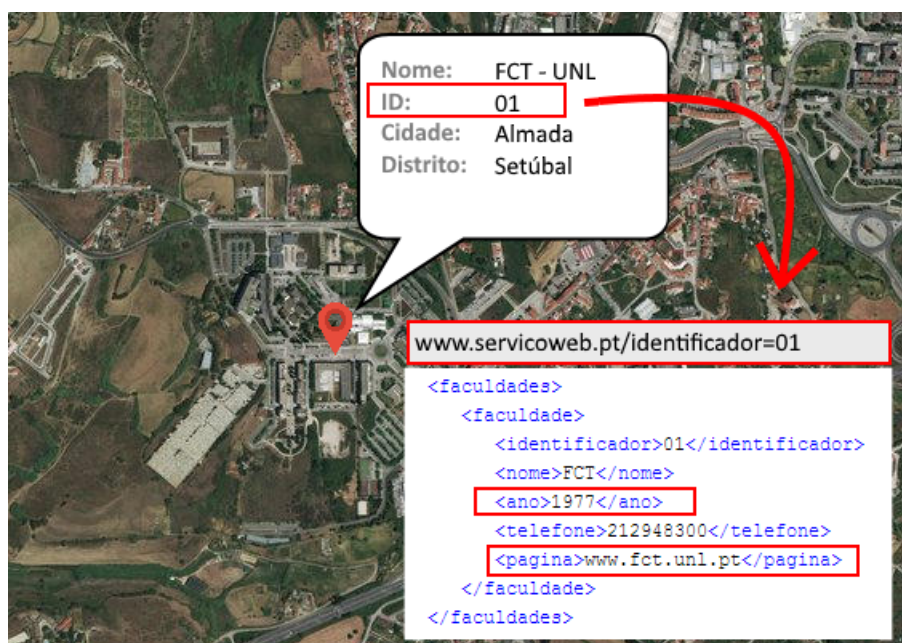 Nome: FCT - UNL
ID: 01
Cidade: Almada
Distrito: Setúbal
www.servicoweb.pt/identificador=01
<faculdades>
<faculdade>
<identificador>01</identificador>
<nome>FCT</nome>
<ano>1977</ano>
<telefone>212948300</telefone>
<pagina>www.fct.unl.pt</pagina>
</faculdade>
</faculdades>